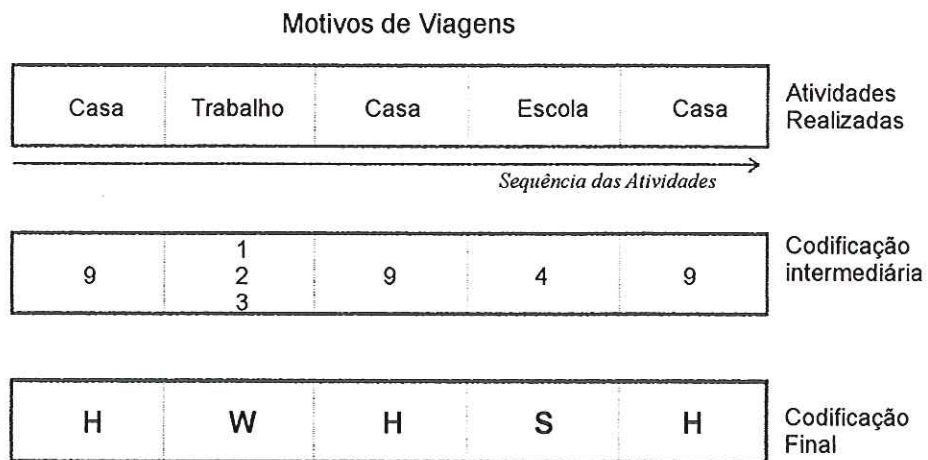 Motivos de Viagens
Casa Trabalho Casa Escola Casa
Atividades
Realizadas
Sequência das Atividades
9 1 2 3 9 4 9
Codificação
intermediária
H W H S H
Codificação
Final